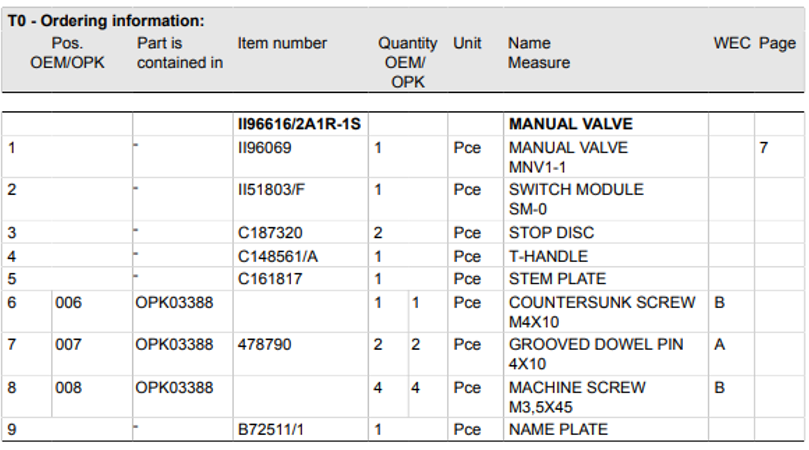 T0 - Ordering information:
Pos. Part is Item number Quantity Unit Name WEC Page
OEM/OPK contained in OEM/ Measure
OPK
II96616/2A1R-1S MANUAL VALVE
1 - II96069 1 Pce MANUAL VALVE 7
MNV1-1
2 - II51803/F 1 Pce SWITCH MODULE
SM-0
3 - C187320 2 Pce STOP DISC
4 - C148561/A 1 Pce T-HANDLE
5 - C161817 1 Pce STEM PLATE
6 006 OPK03388 1 1 Pce COUNTERSUNK SCREW B
M4X10
7 007 OPK03388 478790 2 2 Pce GROOVED DOWEL PIN A
4X10
8 008 OPK03388 4 4 Pce MACHINE SCREW B
M3,5X45
9 - B72511/1 1 Pce NAME PLATE